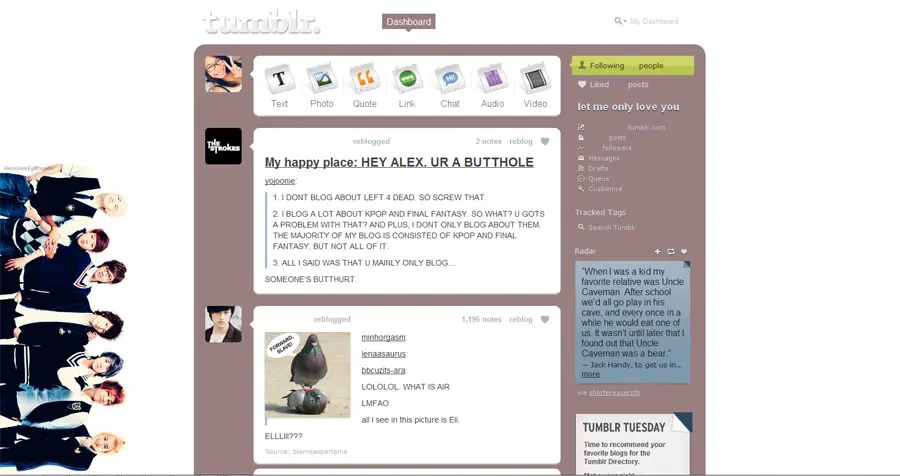 tumblr.
Dashboard
My Dashboard
Text Photo Quote Link Chat Audio Video
THE STROKES
reblogged 2 notes reblog
My happy place: HEY ALEX. UR A BUTTHOLE
yojoonie:
1. I DONT BLOG ABOUT LEFT 4 DEAD. SO SCREW THAT.
2. I BLOG A LOT ABOUT KPOP AND FINAL FANTASY. SO WHAT? U GOTS
A PROBLEM WITH THAT? AND PLUS, I DONT ONLY BLOG ABOUT THEM.
THE MAJORITY OF MY BLOG IS CONSISTED OF KPOP AND FINAL
FANTASY, BUT NOT ALL OF IT.
3. ALL I SAID WAS THAT U MAINLY ONLY BLOG...
SOMEONE'S BUTTHURT.
reblogged 1,196 notes reblog
FORWARD,
SLAVE!
minhorgasm:
lenaasaurus:
bbcuzits-ara:
LOLOLOL. WHAT IS AIR
LMFAO
all I see in this picture is Eli.
ELLLIII???
Source: blameaspartame
Following people
Liked posts
let me only love you
tumblr.com
posts
followers
Messages
Drafts
Queue
Customize
Tracked Tags
Search Tumblr
Radar
"When I was a kid my
favorite relative was Uncle
Caveman. After school
we'd all go play in his
cave, and every once in a
while he would eat one of
us. It wasn't until later that I
found out that Uncle
Caveman was a bear."
— Jack Handy, to get us in...
more
via shorterexcerpts
TUMBLR TUESDAY
Time to recommend your
favorite blogs for the
Tumblr Directory.